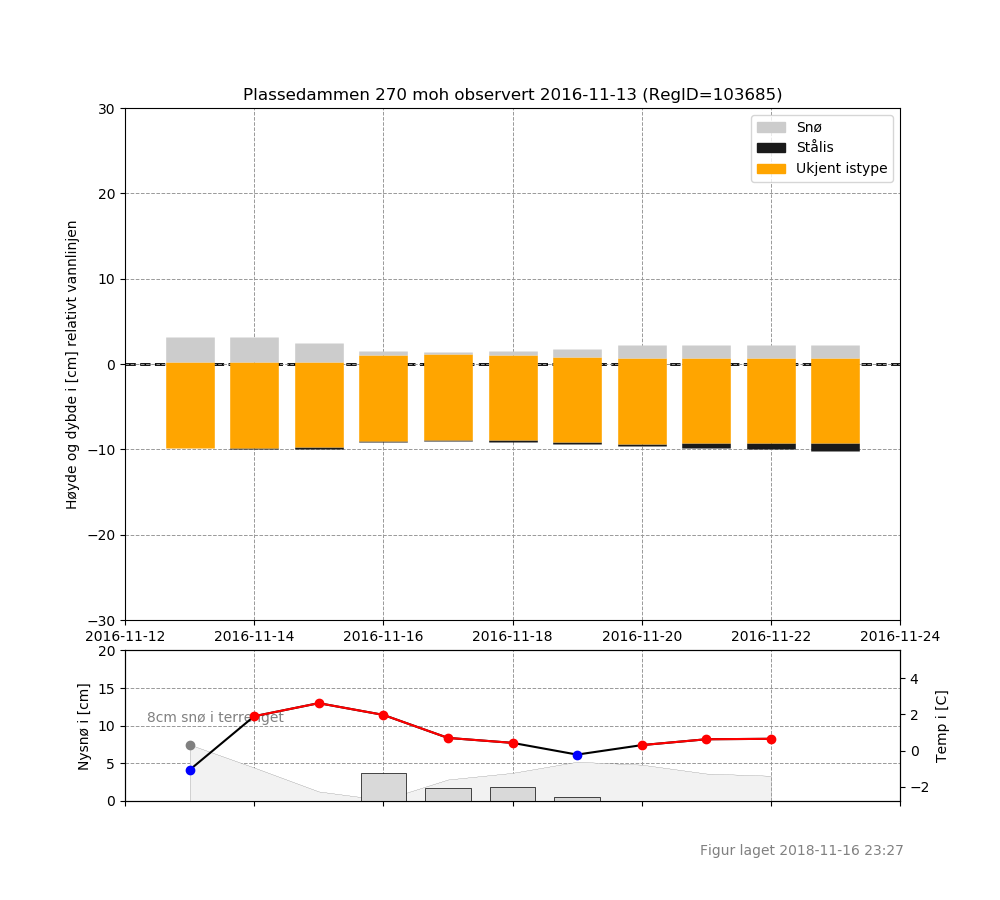 Plassedammen 270 moh observert 2016-11-13 (RegID=103685)
Høyde og dybde i [cm] relativt vannlinjen
30
20
10
0
−10
−20
−30
Snø
Stålis
Ukjent istype
2016-11-12 2016-11-14 2016-11-16 2016-11-18 2016-11-20 2016-11-22 2016-11-24
Nysnø i [cm]
20
15
10
5
0
8cm snø i terrenget
4
2
0
−2
Temp i [C]
Figur laget 2018-11-16 23:27